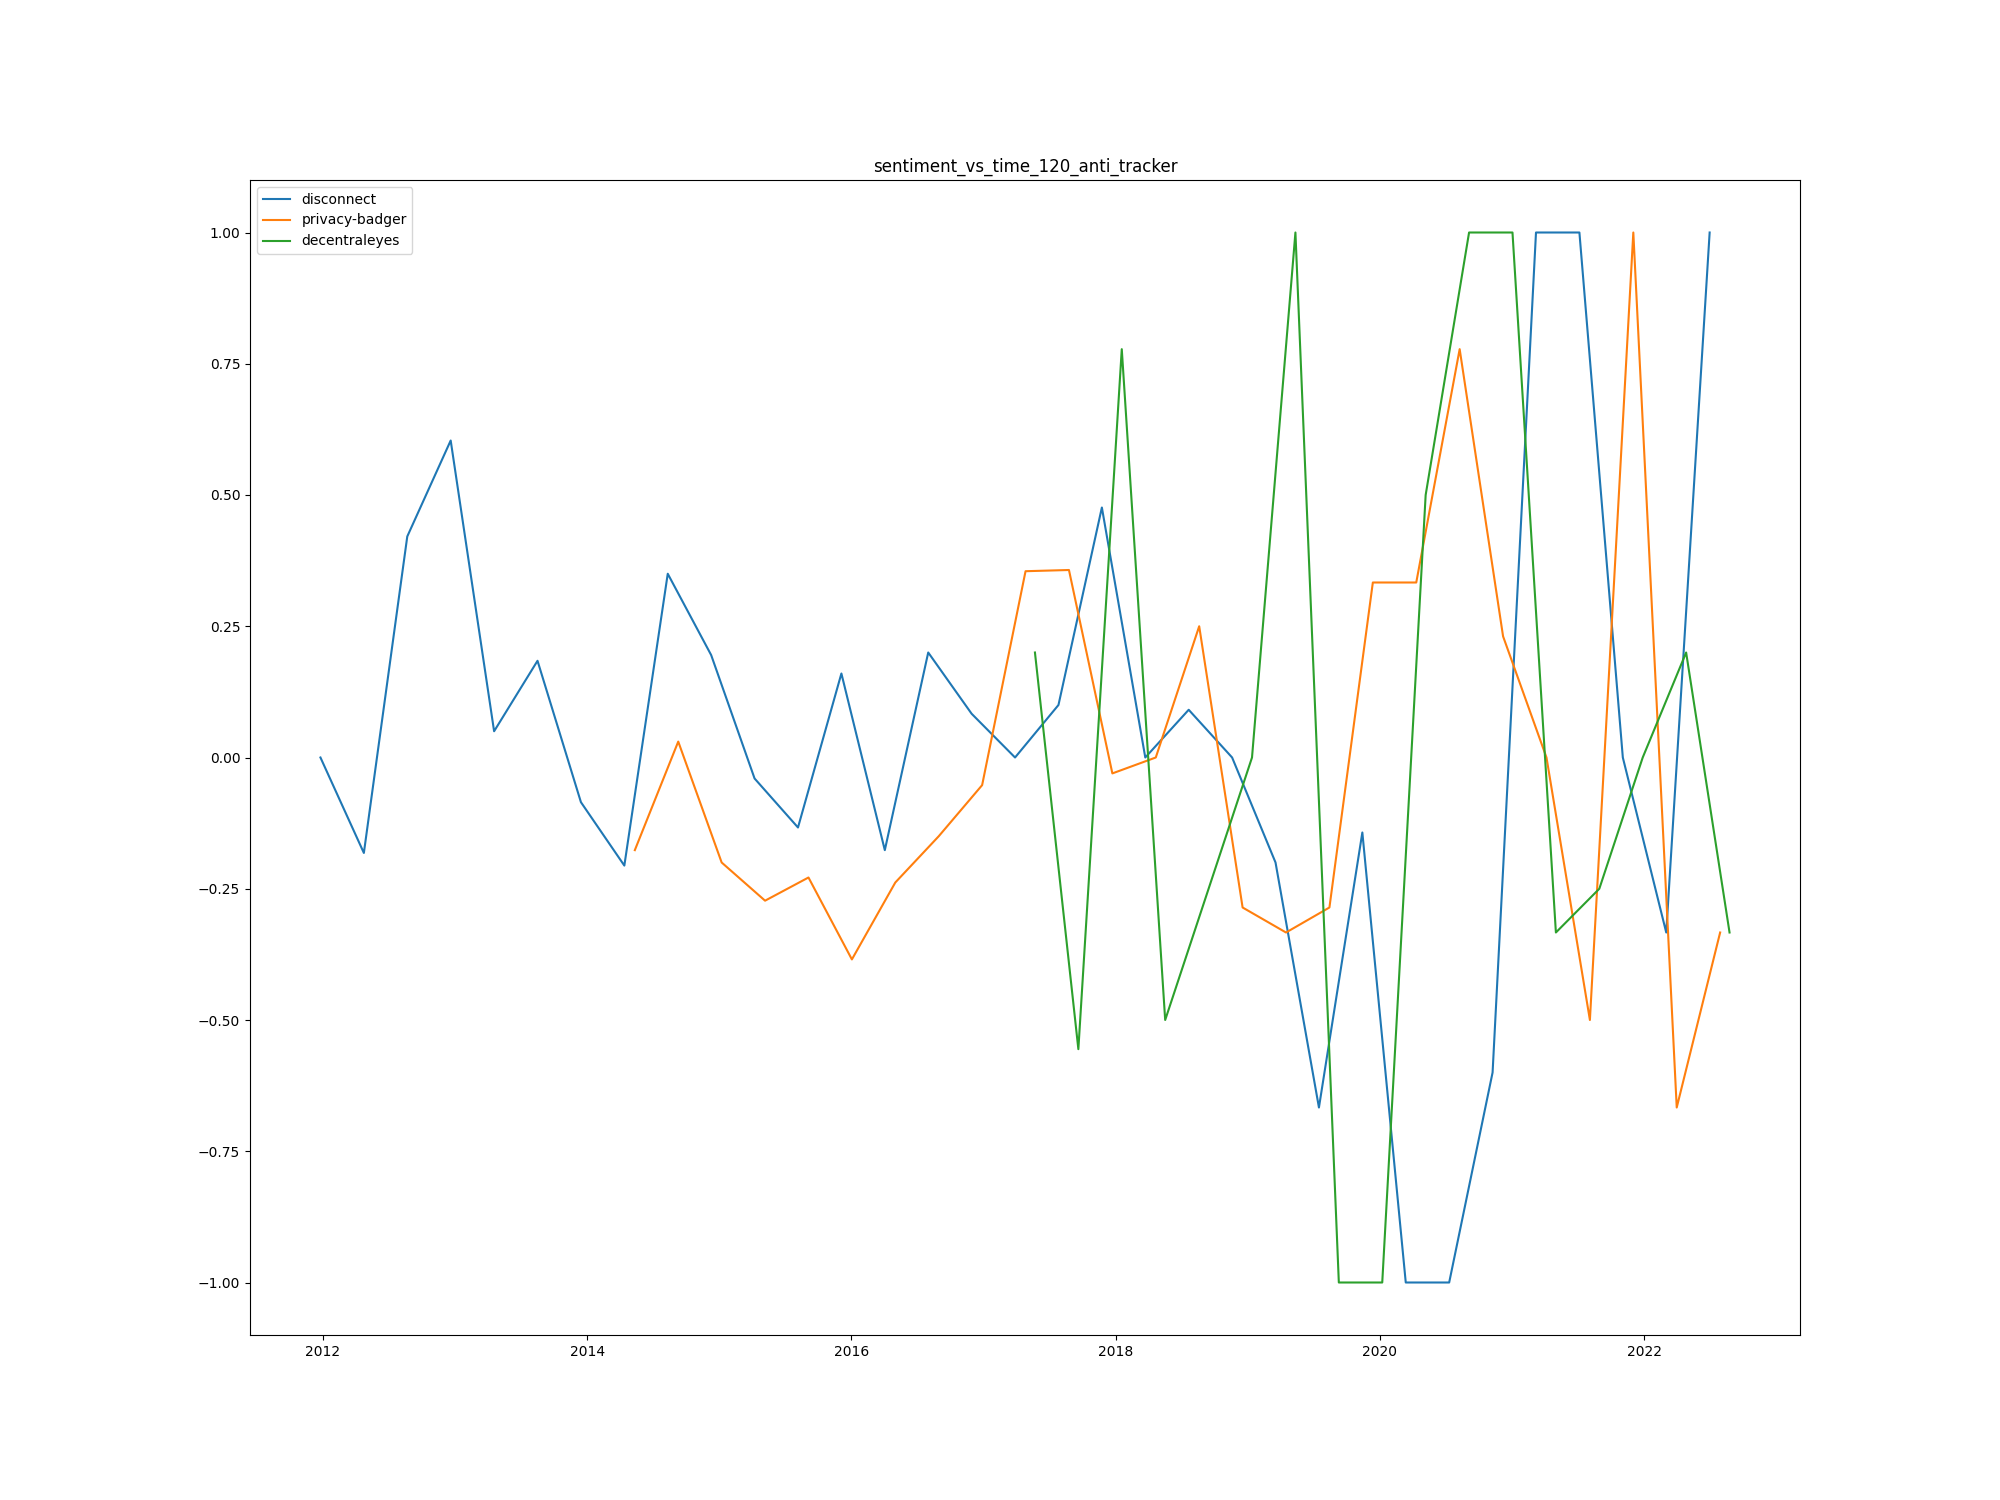 sentiment_vs_time_120_anti_tracker
disconnect
privacy-badger
decentraleyes
1.00
0.75
0.50
0.25
0.00
−0.25
−0.50
−0.75
−1.00
2012 2014 2016 2018 2020 2022